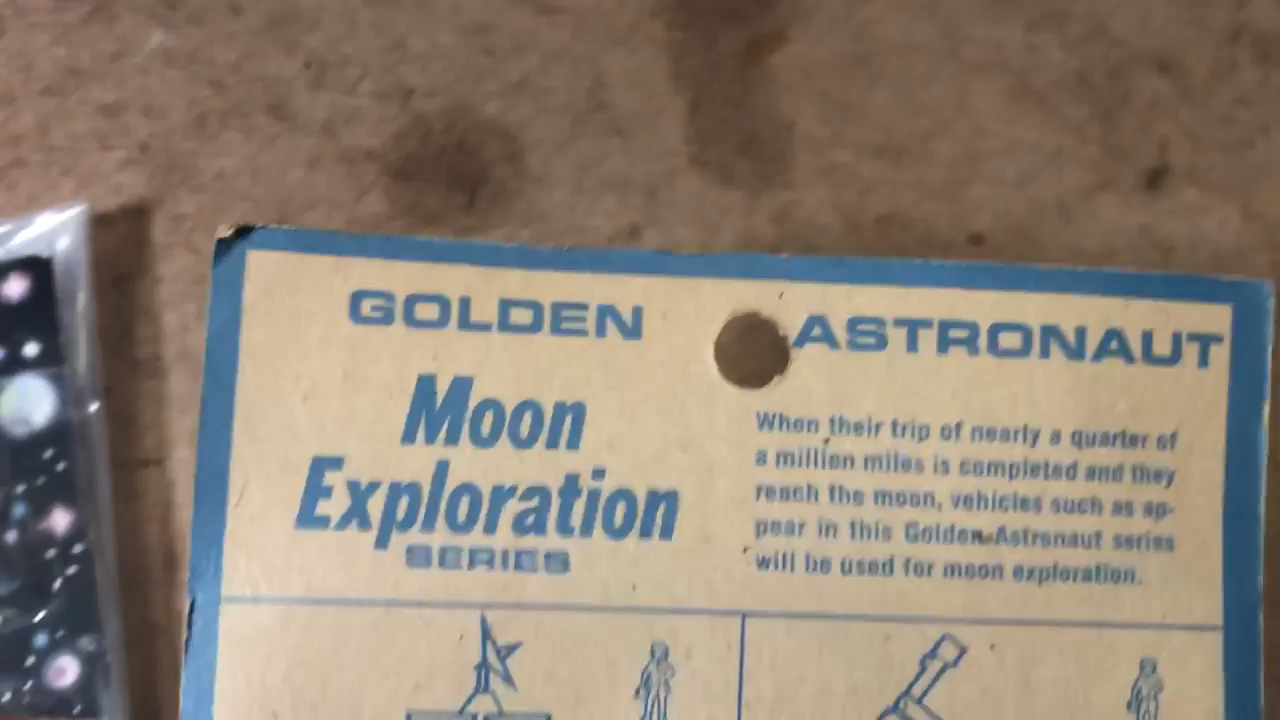 GOLDEN ASTRONAUT
Moon
Exploration
SERIES
When their trip of nearly a quarter of
a million miles is completed and they
reach the moon, vehicles such as ap-
pear in this Golden Astronaut series
will be used for moon exploration.